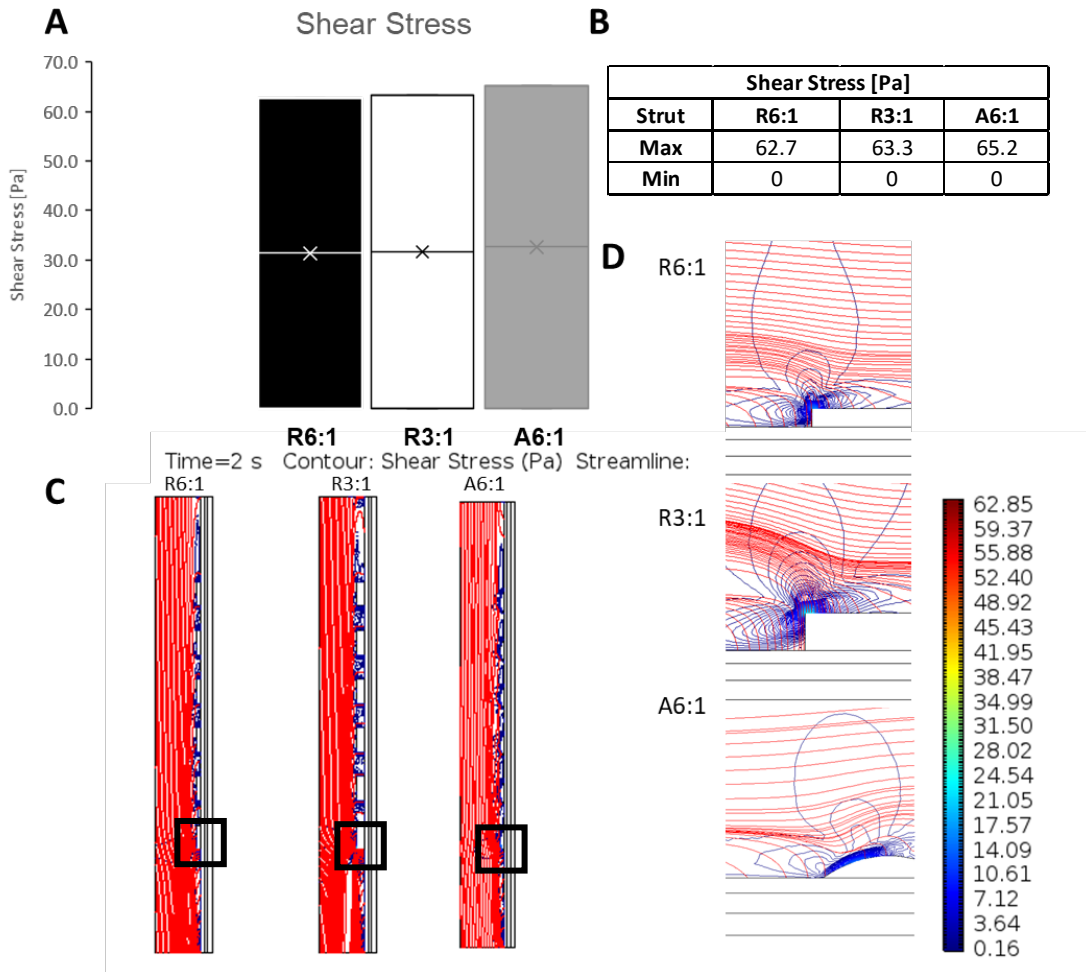 A
Shear Stress
70.0
60.0
50.0
40.0
30.0
20.0
10.0
0.0
Shear Stress [Pa]
R6:1 R3:1 A6:1
B
Shear Stress [Pa]
Strut R6:1 R3:1 A6:1
Max 62.7 63.3 65.2
Min 0 0 0
C
Time=2 s Contour: Shear Stress (Pa) Streamline:
R6:1 R3:1 A6:1
D
R6:1
R3:1
A6:1
62.85
59.37
55.88
52.40
48.92
45.43
41.95
38.47
34.99
31.50
28.02
24.54
21.05
17.57
14.09
10.61
7.12
3.64
0.16